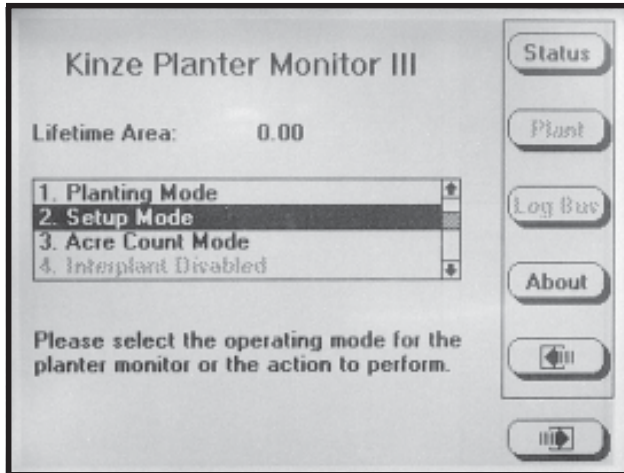 Kinze Planter Monitor III
Lifetime Area: 0.00
1. Planting Mode
2. Setup Mode
3. Acre Count Mode
4. Interplant Disabled
Please select the operating mode for the
planter monitor or the action to perform.
Status
Plant
Log Bus
About